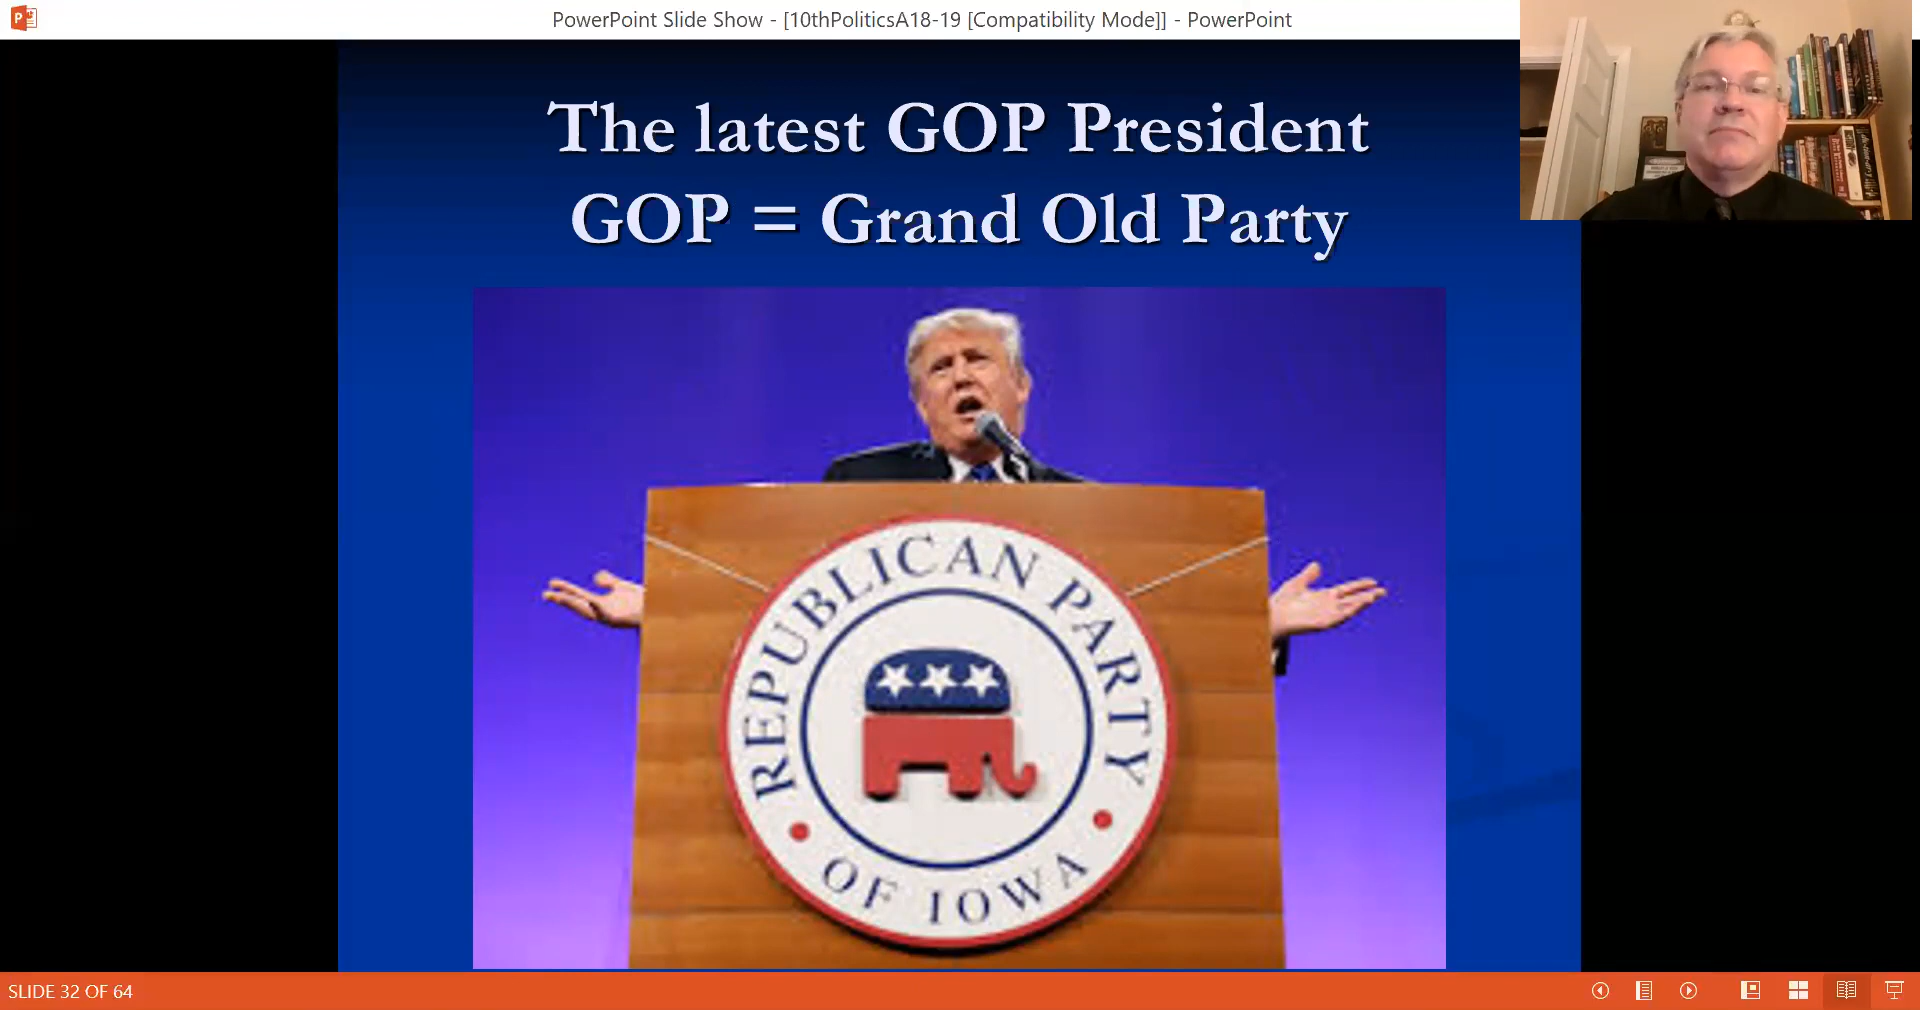 PowerPoint Slide Show - [10thPoliticsA18-19 [Compatibility Mode]] - PowerPoint
The latest GOP President
GOP = Grand Old Party
REPUBLICAN PARTY
OF IOWA
SLIDE 32 OF 64